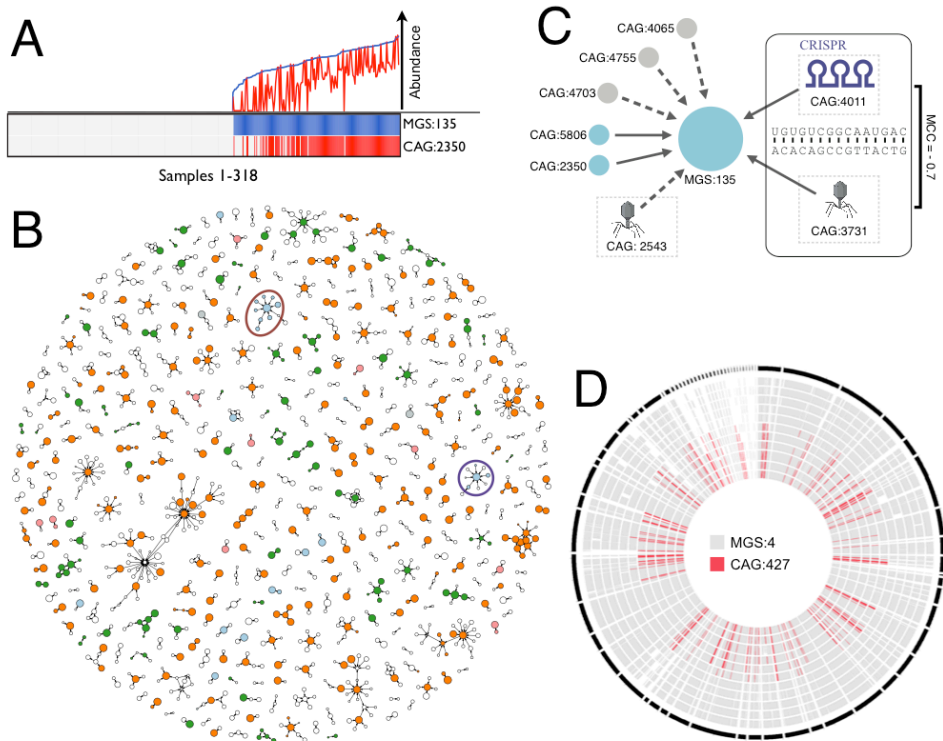 A
Abundance
MGS:135
CAG:2350
Samples 1-318
B
C
CAG:4065
CAG:4755
CAG:4703
CAG:5806
CAG:2350
MGS:135
CAG: 2543
CRISPR
CAG:4011
UGUGUCGGCAAUGAC
ACACAGCCGTTACTG
CAG:3731
MCC = - 0.7
D
MGS:4
CAG:427